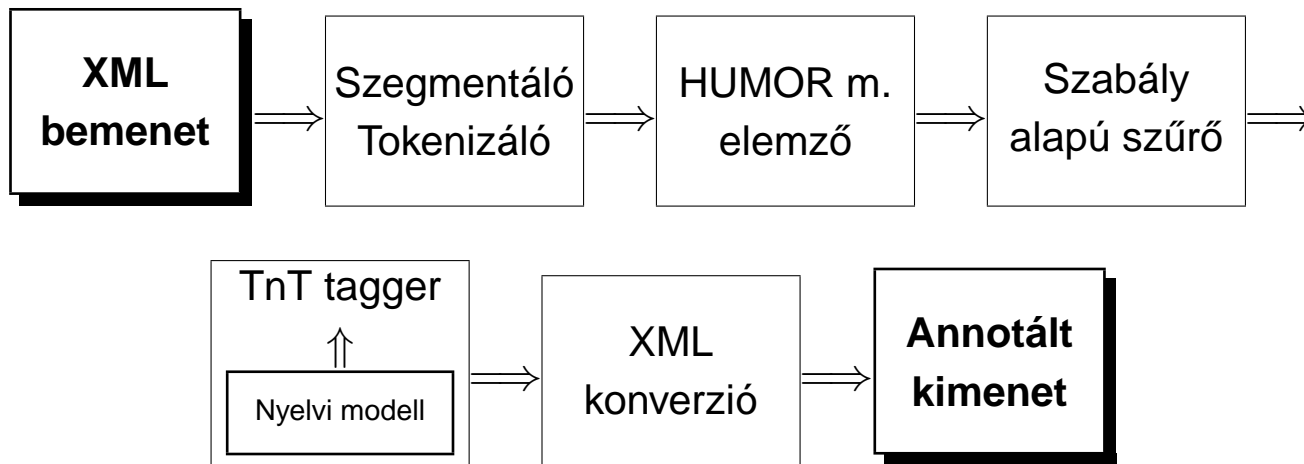 XML
bemenet
Szegmentáló
Tokenizáló
HUMOR m.
elemző
Szabály
alapú szűrő
TnT tagger
Nyelvi modell
XML
konverzió
Annotált
kimenet